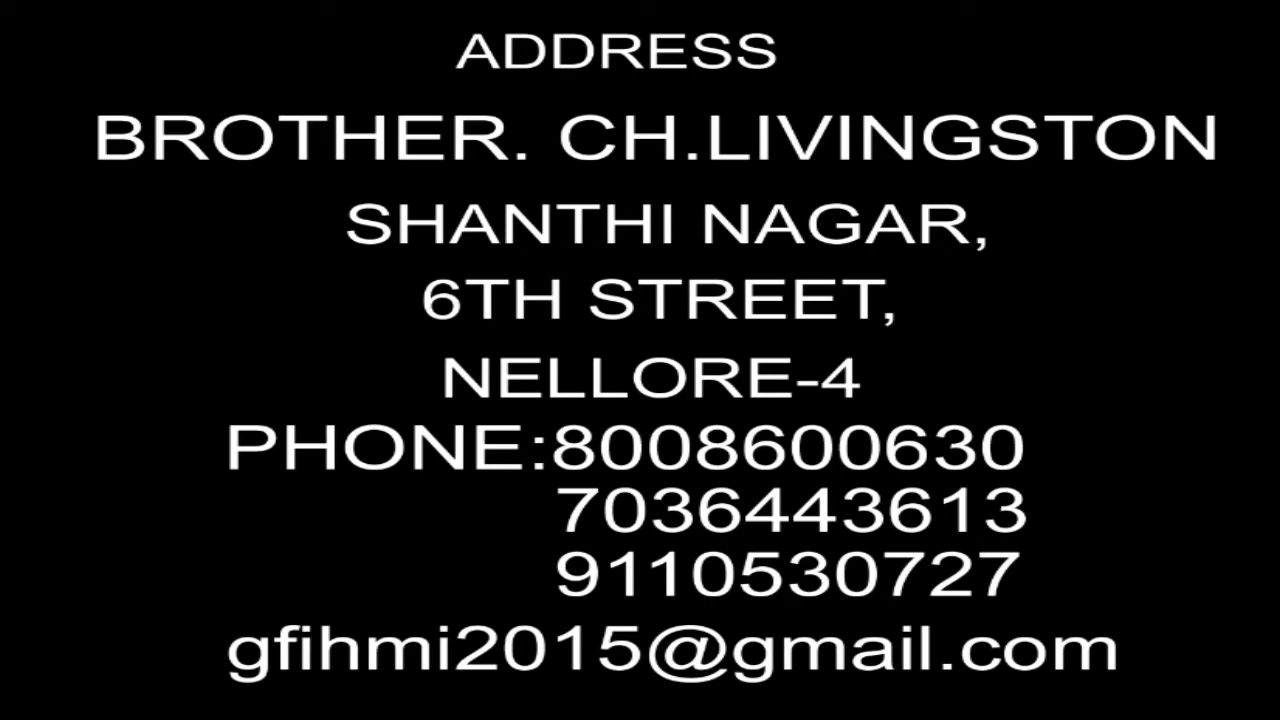 ADDRESS
BROTHER. CH.LIVINGSTON
SHANTHI NAGAR,
6TH STREET,
NELLORE-4
PHONE:8008600630
7036443613
9110530727
gfihmi2015@gmail.com